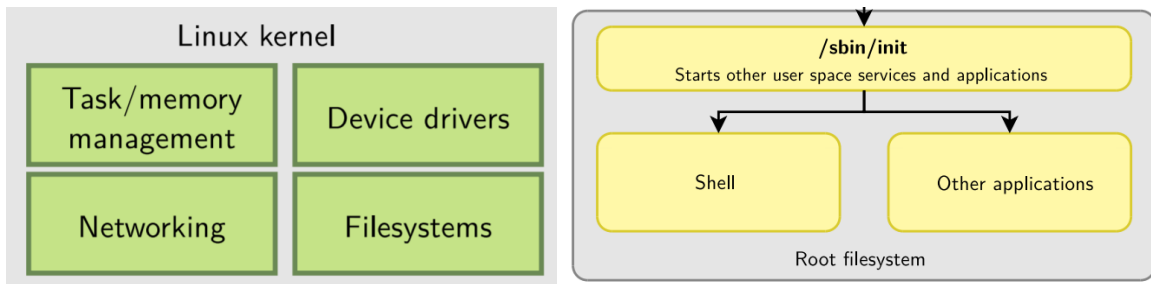 Linux kernel
Task/memory
management
Device drivers
Networking
Filesystems
/sbin/init
Starts other user space services and applications
Shell
Other applications
Root filesystem